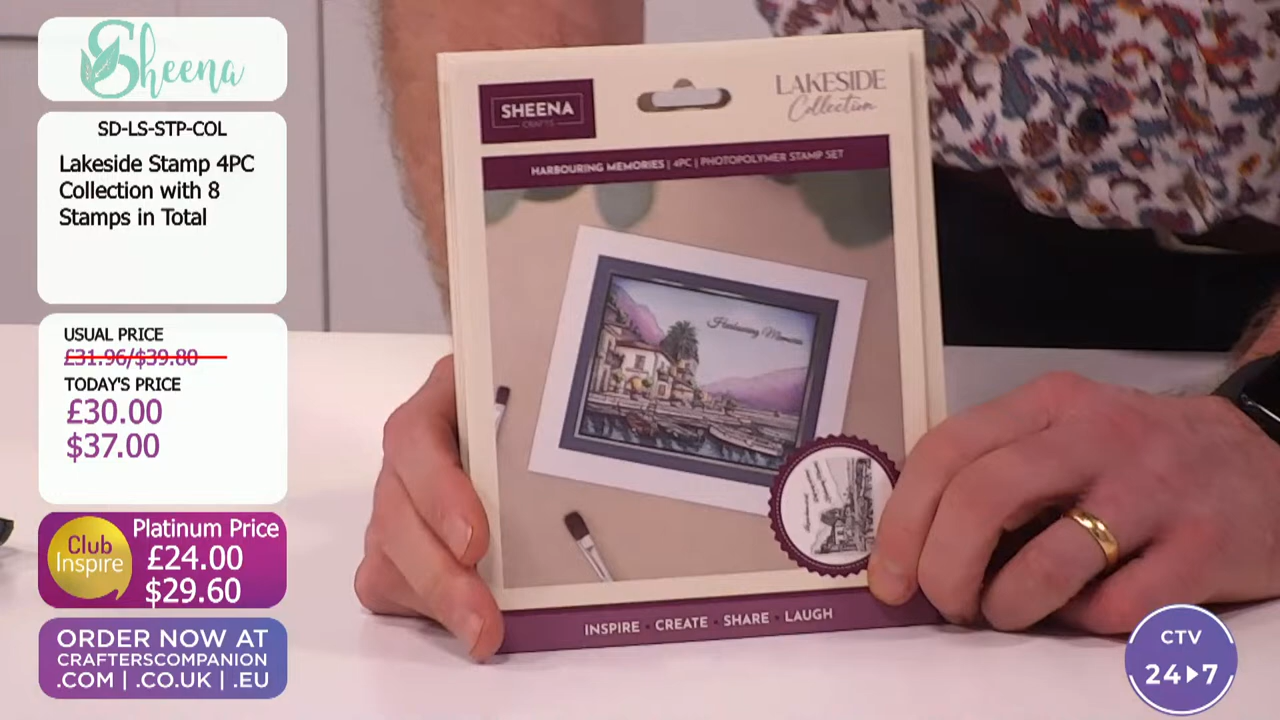 Sheena
SD-LS-STP-COL
Lakeside Stamp 4PC
Collection with 8
Stamps in Total
USUAL PRICE
£31.96/$39.80
TODAY'S PRICE
£30.00
$37.00
Club
Inspire
Platinum Price
£24.00
$29.60
ORDER NOW AT
CRAFTERSCOMPANION
.COM | .CO.UK | .EU
SHEENA
CRAFTS
LAKESIDE
Collection
HARBOURING MEMORIES | 4PC | PHOTOPOLYMER STAMP SET
Harbouring Memories
INSPIRE · CREATE · SHARE · LAUGH
CTV
24▶7